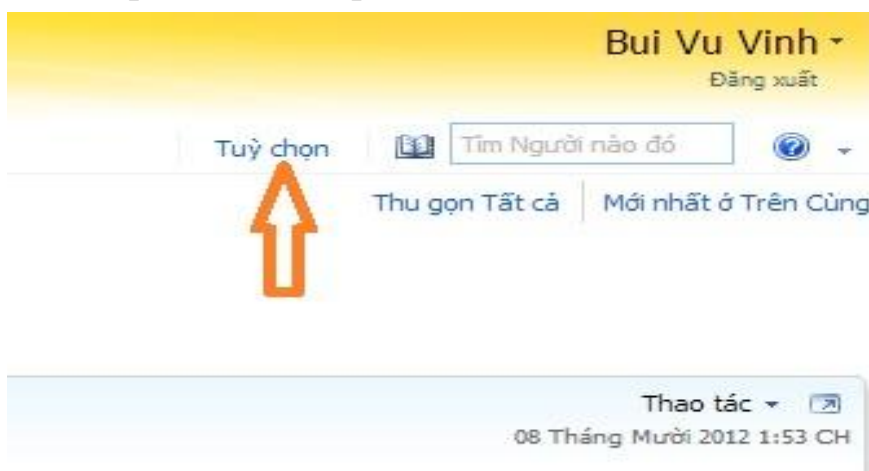 Bui Vu Vinh
Đăng xuất
Tuỳ chọn Tìm Người nào đó
Thu gọn Tất cả Mới nhất ở Trên Cùng
Thao tác
08 Tháng Mười 2012 1:53 CH